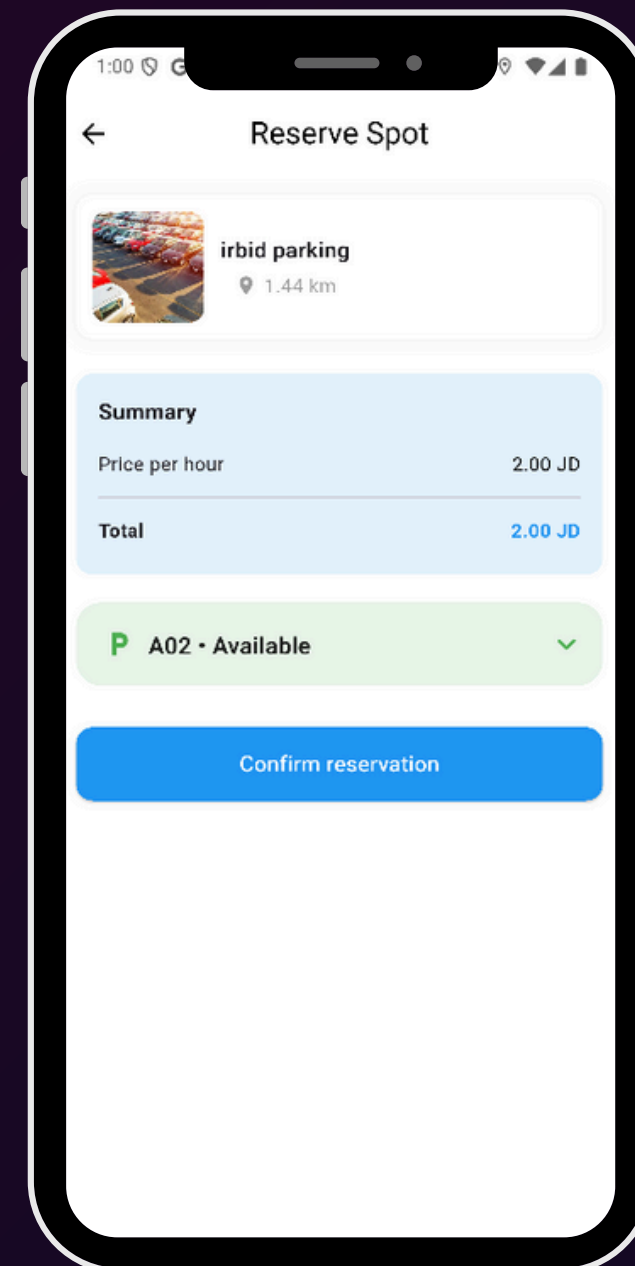 1:00 G
Reserve Spot
irbid parking
1.44 km
Summary
Price per hour 2.00 JD
Total 2.00 JD
P A02 • Available
Confirm reservation